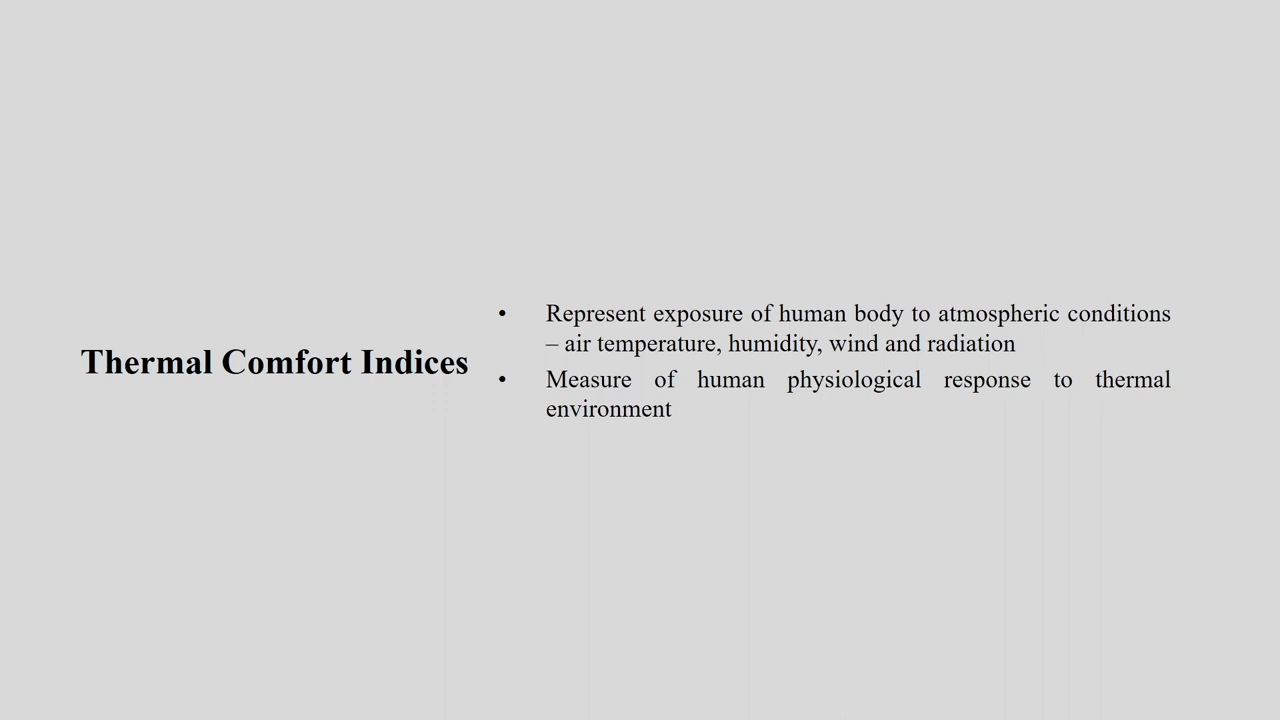 Thermal Comfort Indices
• Represent exposure of human body to atmospheric conditions
– air temperature, humidity, wind and radiation
• Measure of human physiological response to thermal
environment